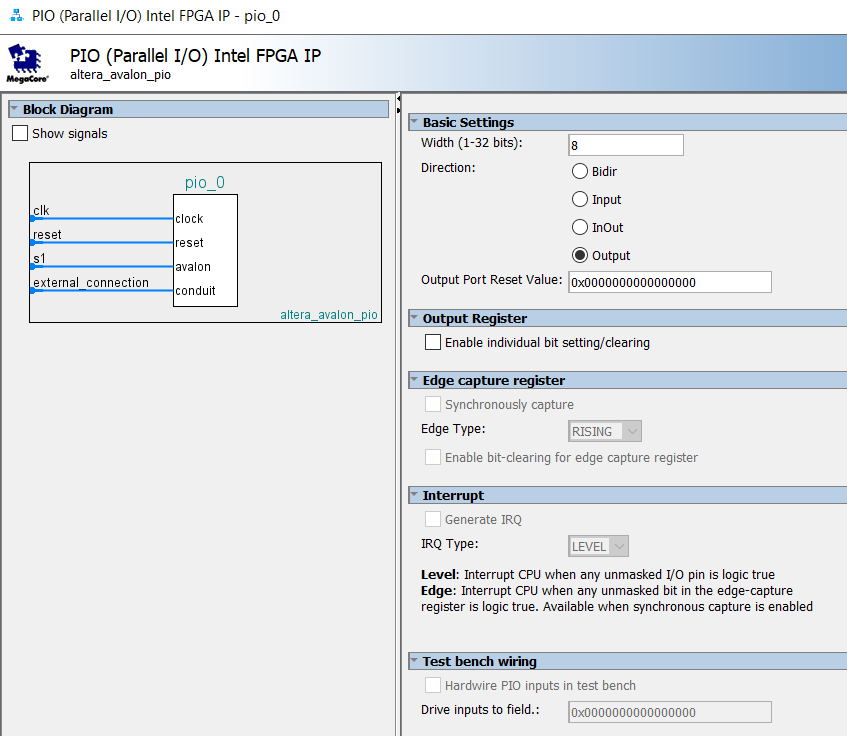 PIO (Parallel I/O) Intel FPGA IP - pio_0
PIO (Parallel I/O) Intel FPGA IP
altera_avalon_pio
MegaCore®
Block Diagram
Show signals
pio_0
clk
clock
reset
reset
s1
avalon
external_connection
conduit
altera_avalon_pio
Basic Settings
Width (1-32 bits):
8
Direction:
Bidir
Input
InOut
Output
Output Port Reset Value:
0x0000000000000000
Output Register
Enable individual bit setting/clearing
Edge capture register
Synchronously capture
Edge Type:
RISING
Enable bit-clearing for edge capture register
Interrupt
Generate IRQ
IRQ Type:
LEVEL
Level: Interrupt CPU when any unmasked I/O pin is logic true
Edge: Interrupt CPU when any unmasked bit in the edge-capture
register is logic true. Available when synchronous capture is enabled
Test bench wiring
Hardwire PIO inputs in test bench
Drive inputs to field.:
0x0000000000000000